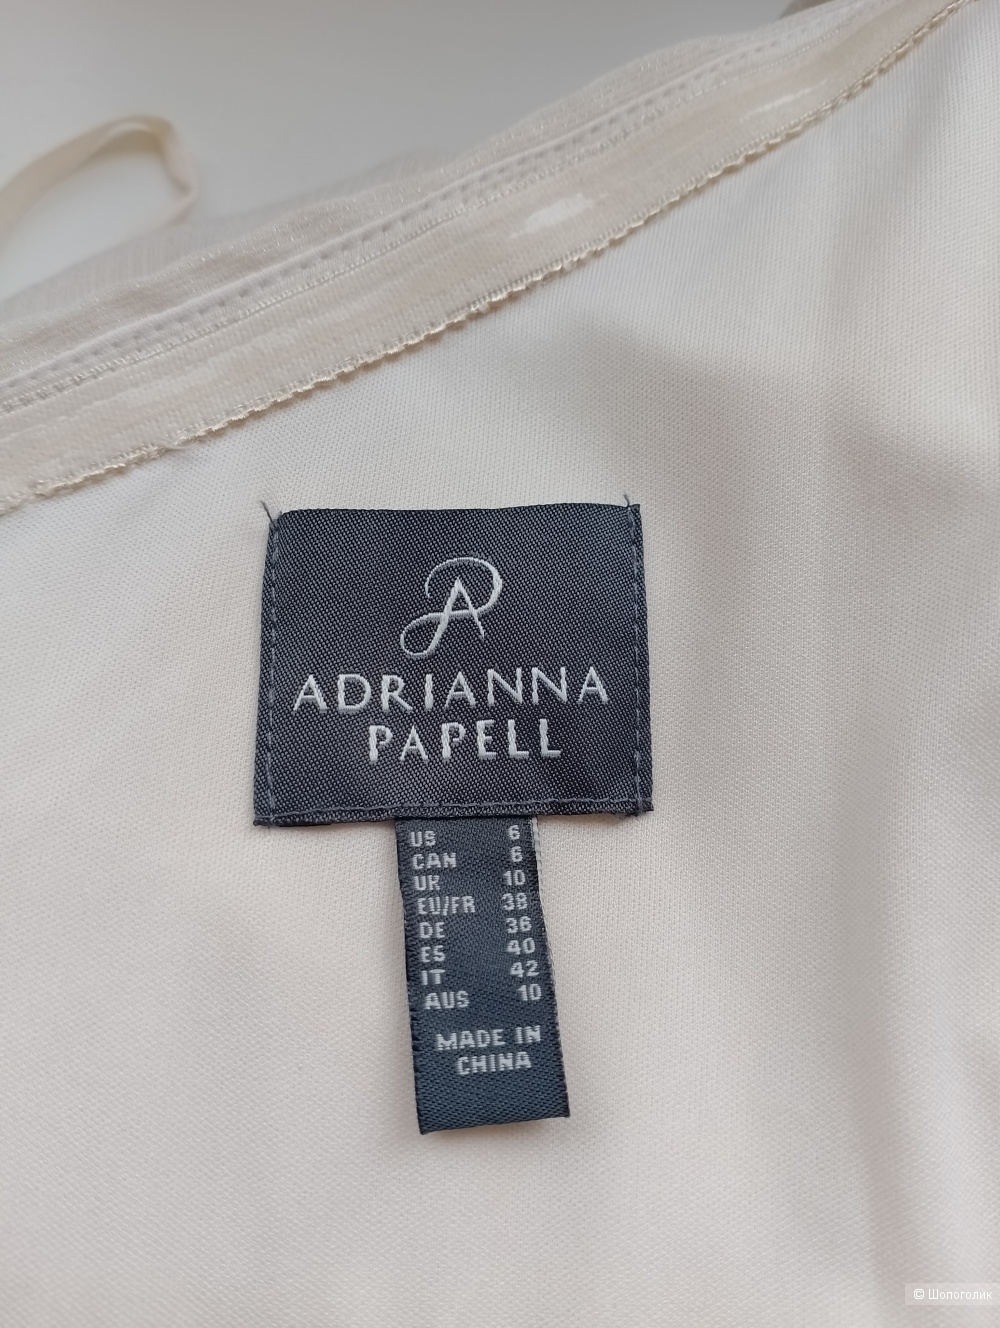 ADRIANNA
PAPELL
US 6
CAN 6
UK 10
EU/FR 38
DE 36
ES 40
IT 42
AUS 10
MADE IN
CHINA
© Шопоголик